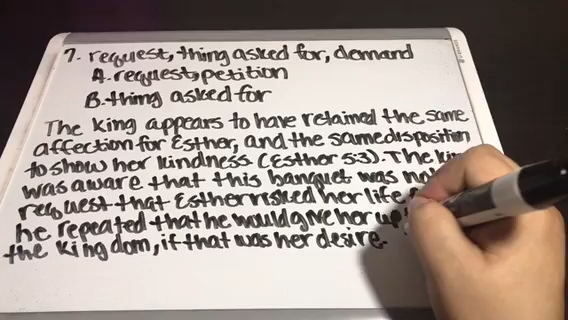 7. request, thing asked for, demand
A. request, petition
B. thing asked for
The king appears to have retained the same
affection for Esther, and the same disposition
to show her kindness (Esther 5:3). The
was aware that this banquet was
request that Esther risked her life
he repeated that he would give her up
the kingdom, if that was her desire.